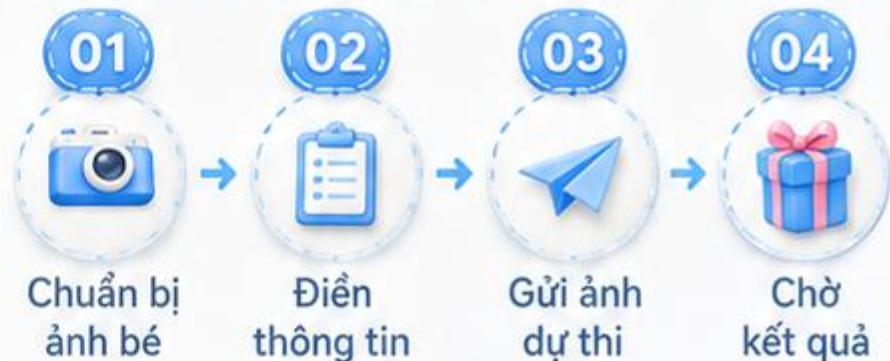 01
02
03
04
Chuẩn bị
ảnh bé
Điền
thông tin
Gửi ảnh
dự thi
Chờ
kết quả